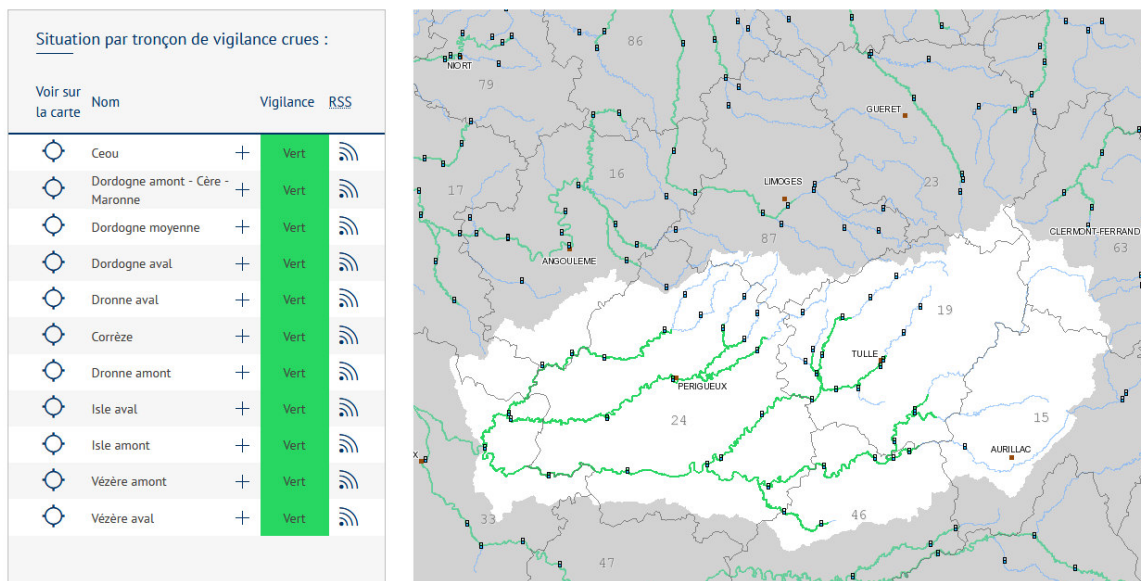 Situation par tronçon de vigilance crues :
Voir sur la carte Nom Vigilance RSS
Ceou + Vert
Dordogne amont - Cère -
Maronne + Vert
Dordogne moyenne + Vert
Dordogne aval + Vert
Dronne aval + Vert
Corrèze + Vert
Dronne amont + Vert
Isle aval + Vert
Isle amont + Vert
Vézère amont + Vert
Vézère aval + Vert
86
NIORT
79
GUERET
16
LIMOGES
23
17
CLERMONT-FERRAND
87
63
ANGOULEME
19
TULLE
PERIGUEUX
24
15
X
AURILLAC
33
46
47